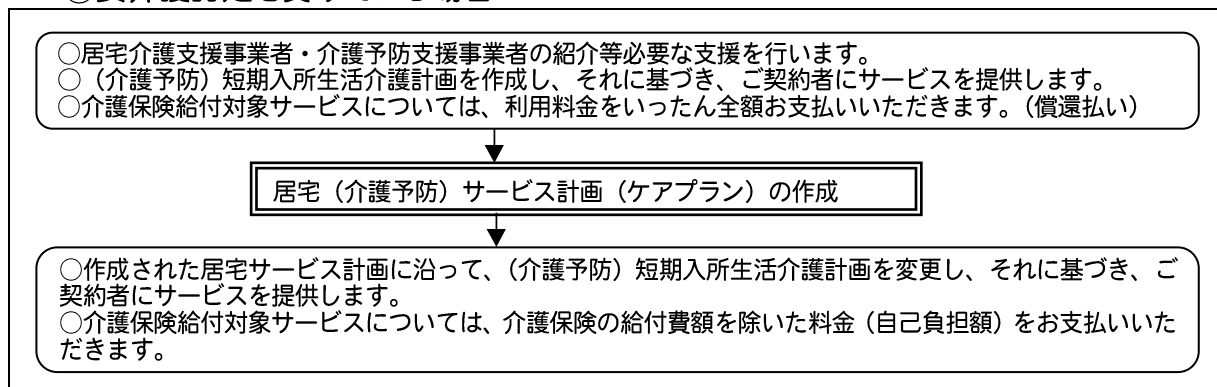 ○居宅介護支援事業者・介護予防支援事業者の紹介等必要な支援を行います。
○（介護予防）短期入所生活介護計画を作成し、それに基づき、ご契約者にサービスを提供します。
○介護保険給付対象サービスについては、利用料金をいったん全額お支払いいただきます。（償還払い）
居宅（介護予防）サービス計画（ケアプラン）の作成
○作成された居宅サービス計画に沿って、（介護予防）短期入所生活介護計画を変更し、それに基づき、ご
契約者にサービスを提供します。
○介護保険給付対象サービスについては、介護保険の給付費額を除いた料金（自己負担額）をお支払いいた
だきます。